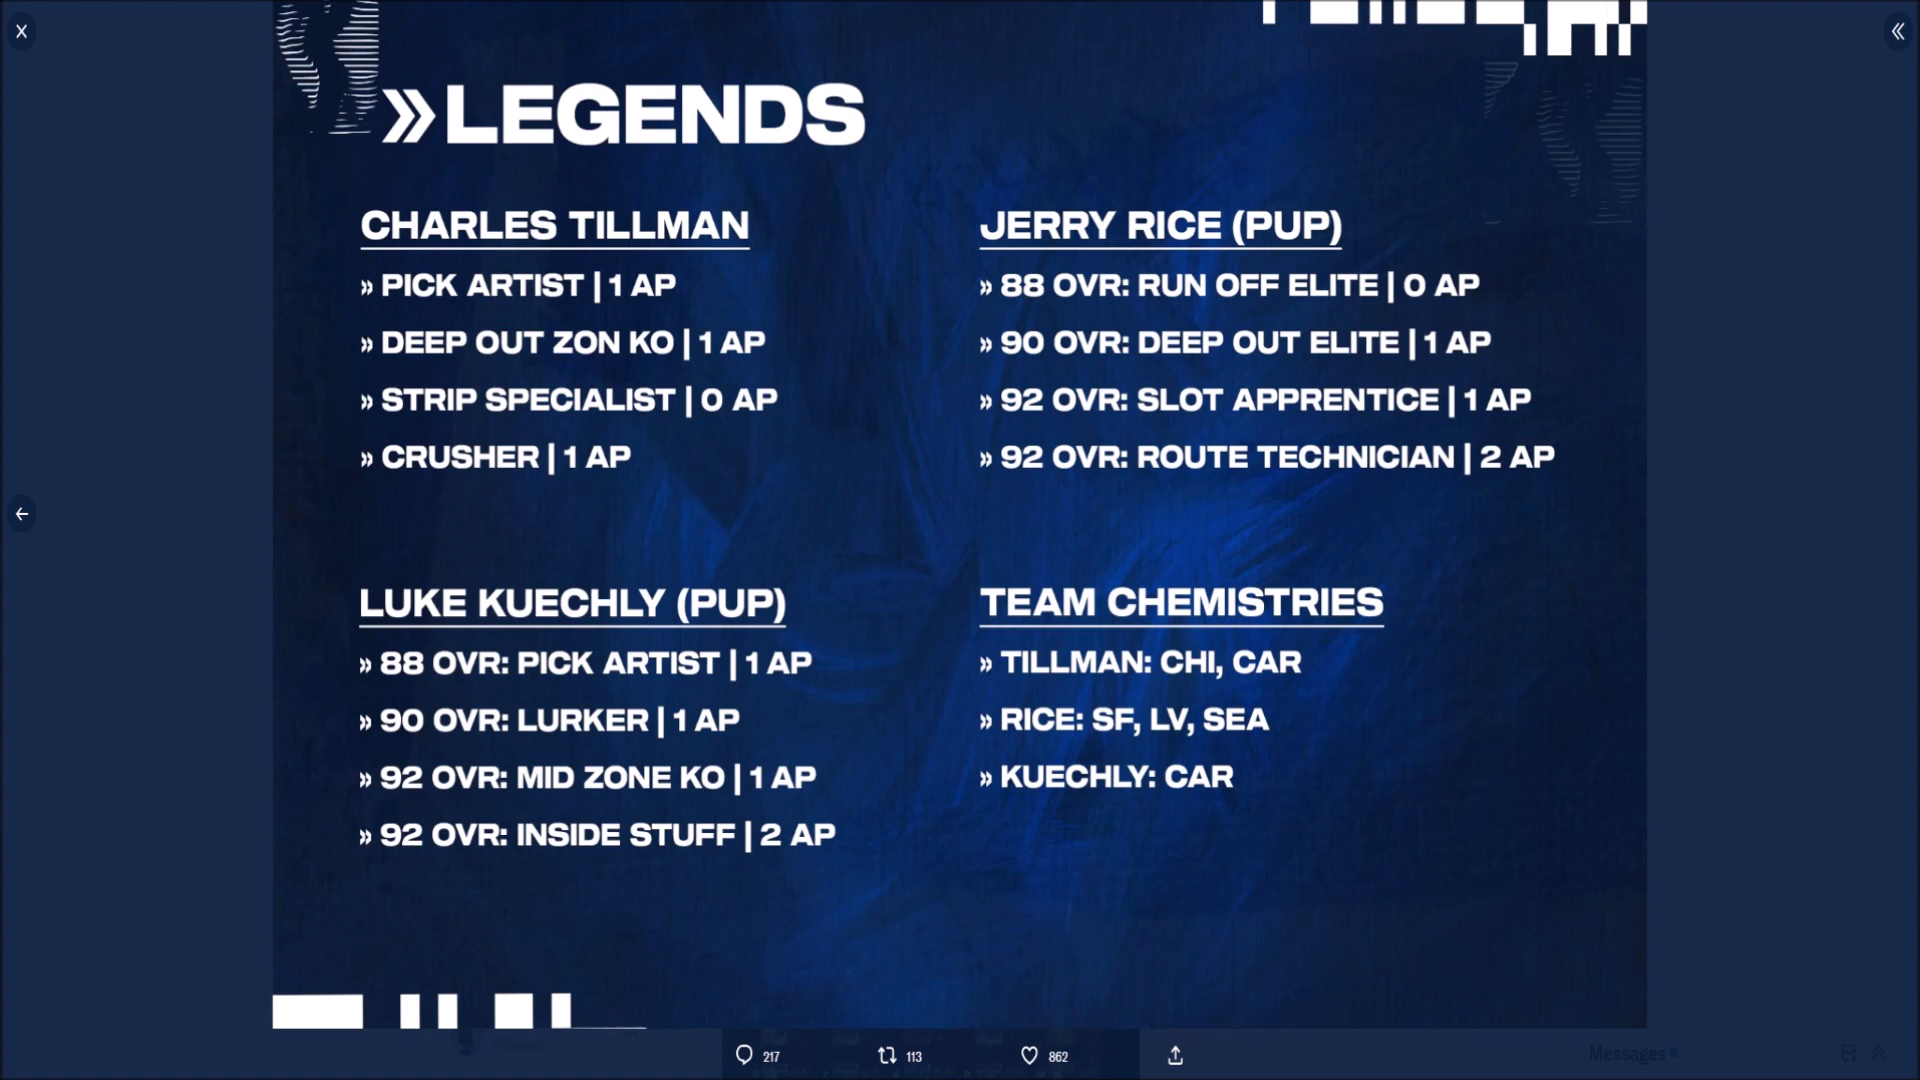 »LEGENDS
CHARLES TILLMAN
» PICK ARTIST | 1 AP
» DEEP OUT ZON KO | 1 AP
» STRIP SPECIALIST | 0 AP
» CRUSHER | 1 AP
JERRY RICE (PUP)
» 88 OVR: RUN OFF ELITE | 0 AP
» 90 OVR: DEEP OUT ELITE | 1 AP
» 92 OVR: SLOT APPRENTICE | 1 AP
» 92 OVR: ROUTE TECHNICIAN | 2 AP
LUKE KUECHLY (PUP)
» 88 OVR: PICK ARTIST | 1 AP
» 90 OVR: LURKER | 1 AP
» 92 OVR: MID ZONE KO | 1 AP
» 92 OVR: INSIDE STUFF | 2 AP
TEAM CHEMISTRIES
» TILLMAN: CHI, CAR
» RICE: SF, LV, SEA
» KUECHLY: CAR
217 113 862
Messages